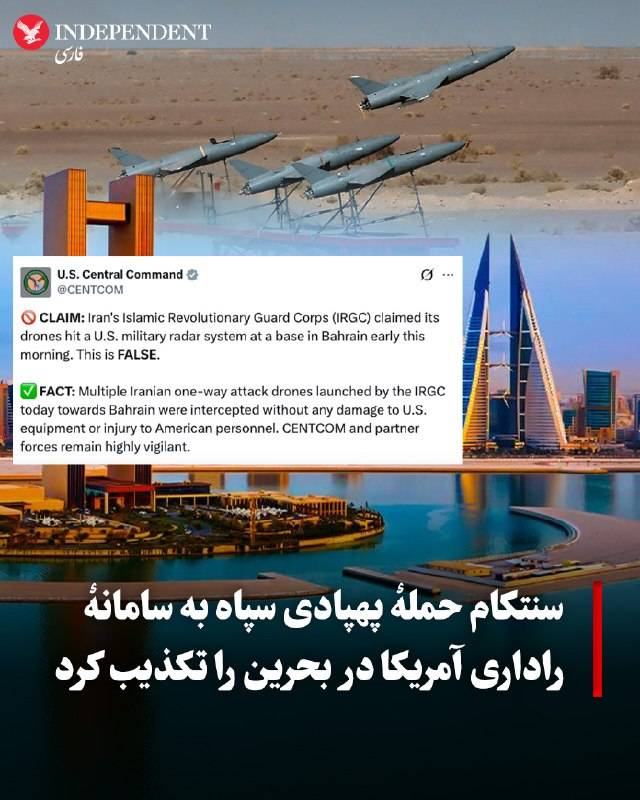 INDEPENDENT
فارسی
U.S. Central Command
@CENTCOM
🚫 CLAIM: Iran's Islamic Revolutionary Guard Corps (IRGC) claimed its
drones hit a U.S. military radar system at a base in Bahrain early this
morning. This is FALSE.
✅ FACT: Multiple Iranian one-way attack drones launched by the IRGC
today towards Bahrain were intercepted without any damage to U.S.
equipment or injury to American personnel. CENTCOM and partner
forces remain highly vigilant.
سنتکام حملهٔ پهپادی سپاه به سامانهٔ
راداری آمریکا در بحرین را تکذیب کرد